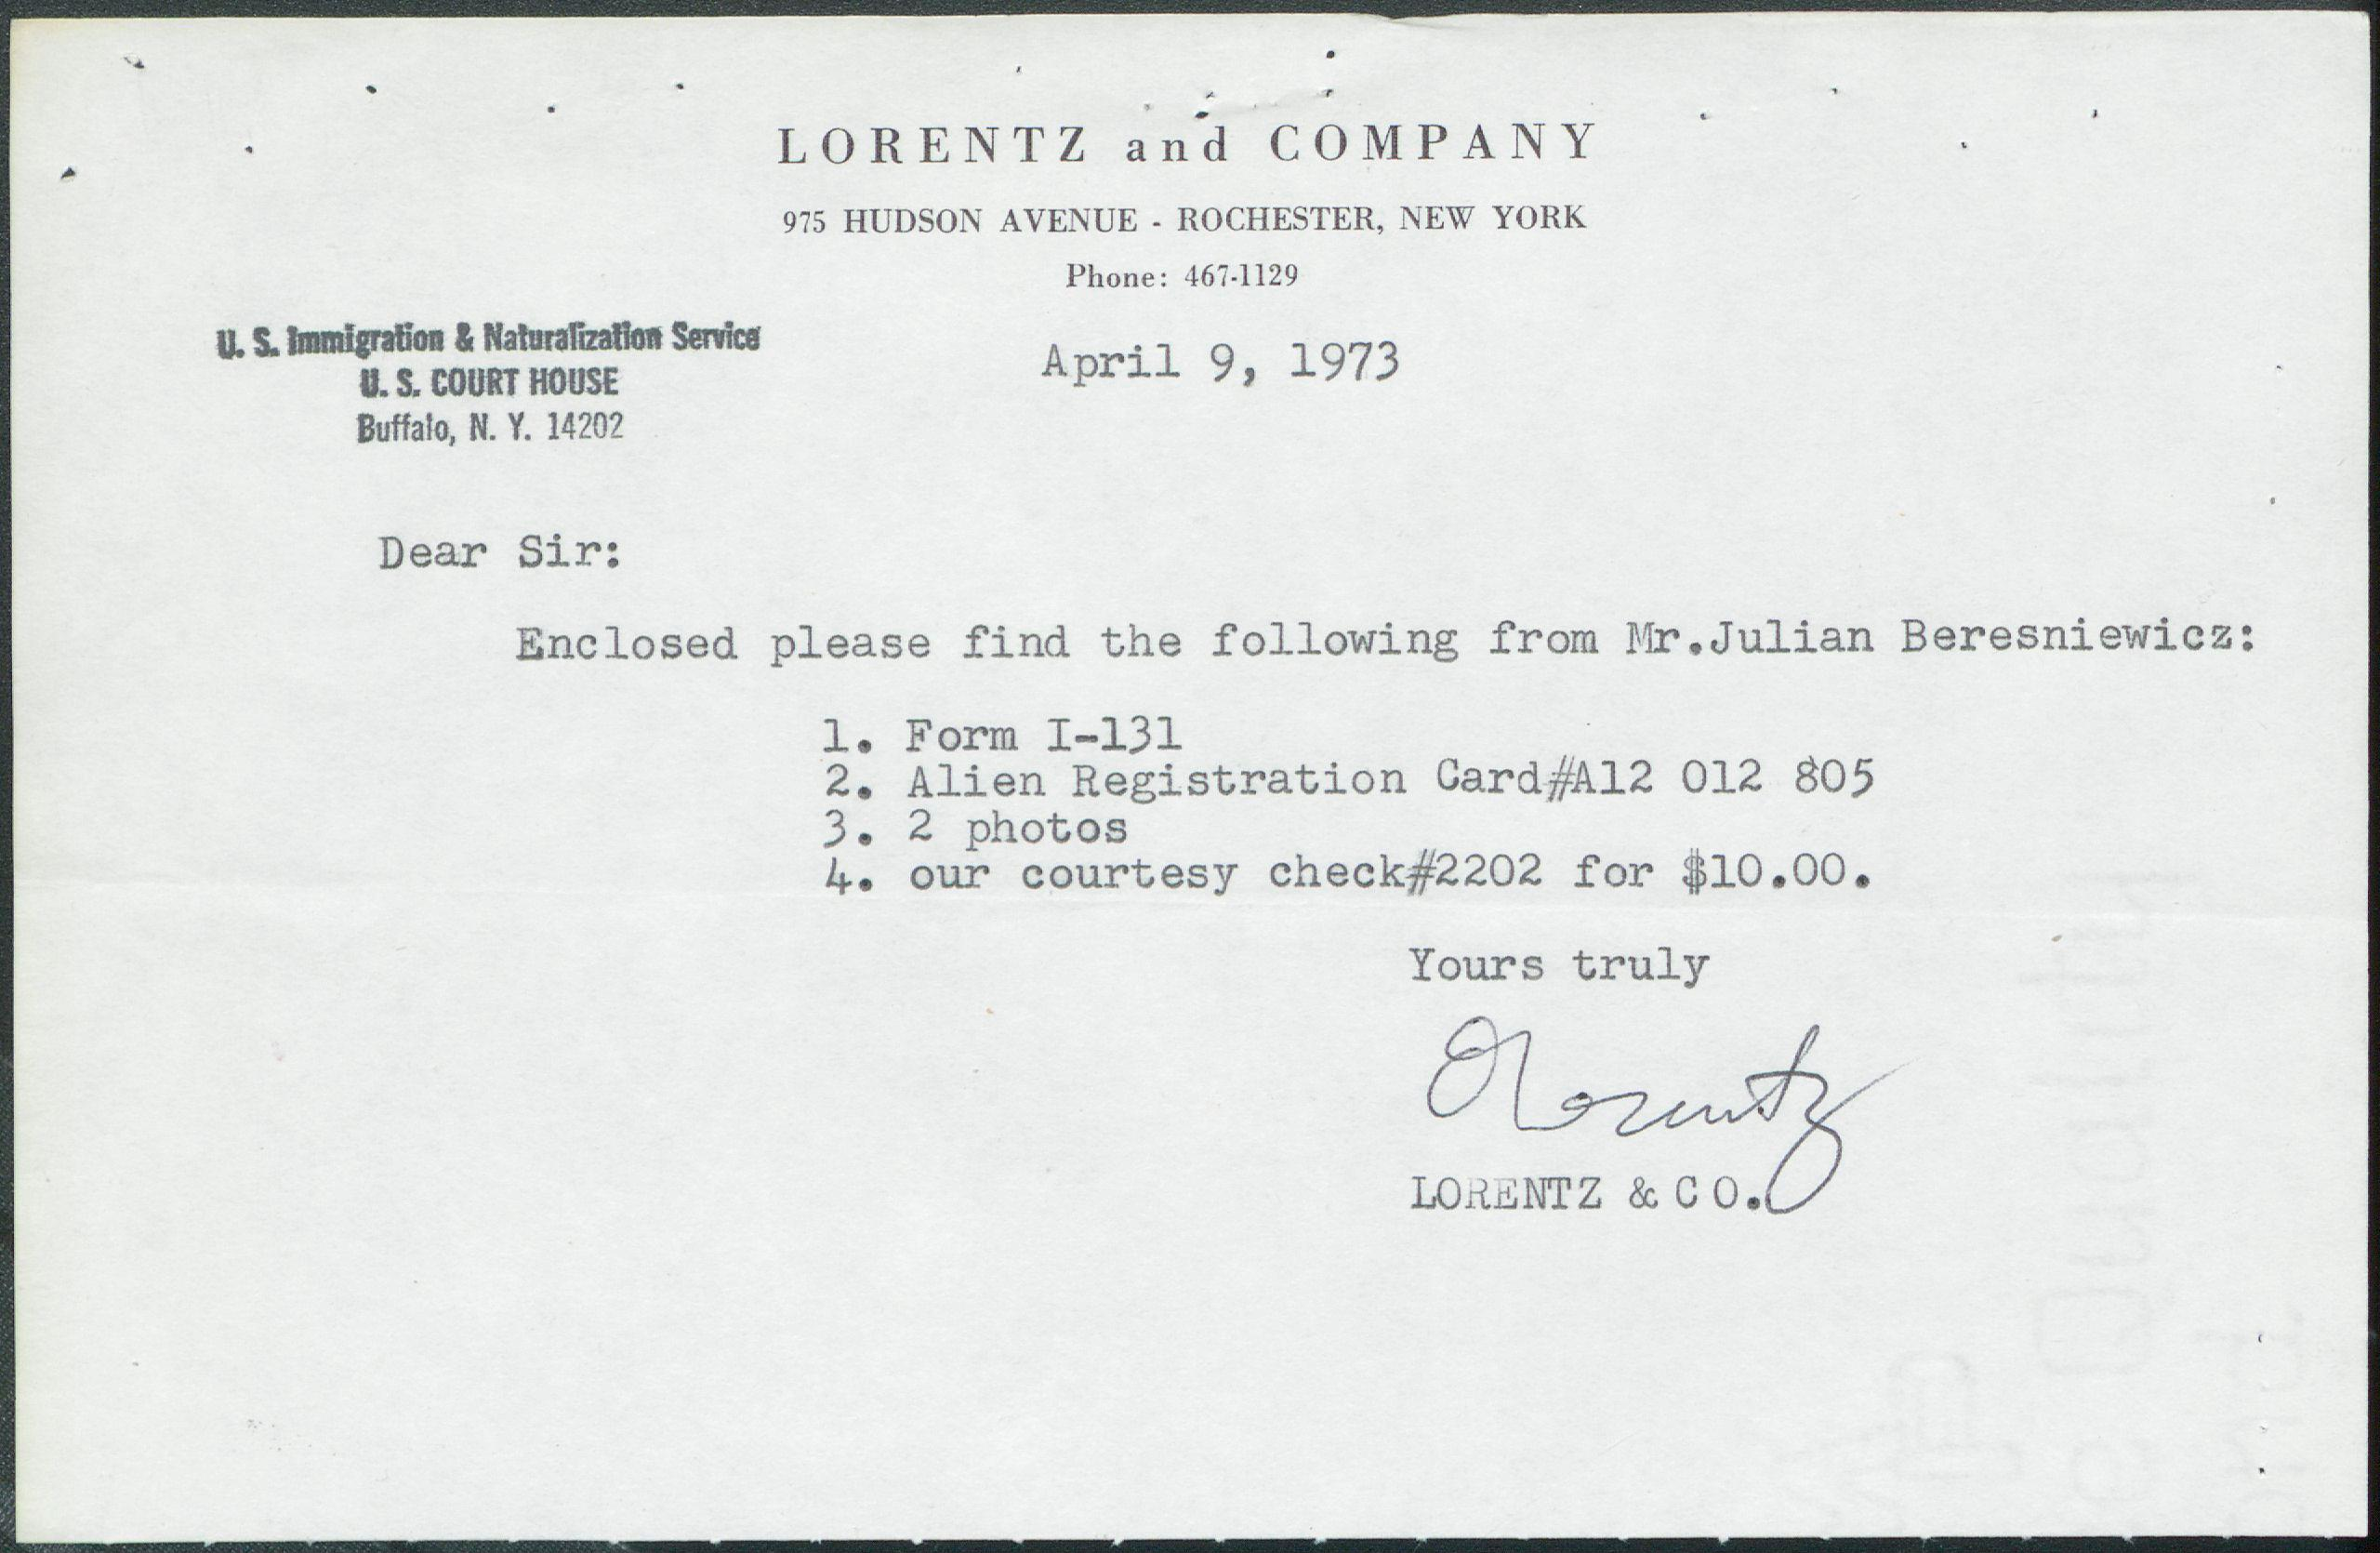 LORENTZ and COMPANY
975 HUDSON AVENUE - ROCHESTER, NEW YORK
Phone: 467-1129
U. S. Immigration & Naturalization Service
U. S. COURT HOUSE
Buffalo, N. Y. 14202
April 9, 1973
Dear Sir:
Enclosed please find the following from Mr.Julian Beresniewicz:
1. Form I-131
2. Alien Registration Card#A12 012 805
3. 2 photos
4. our courtesy check#2202 for $10.00.
Yours truly
OLorentz
LORENTZ & CO.